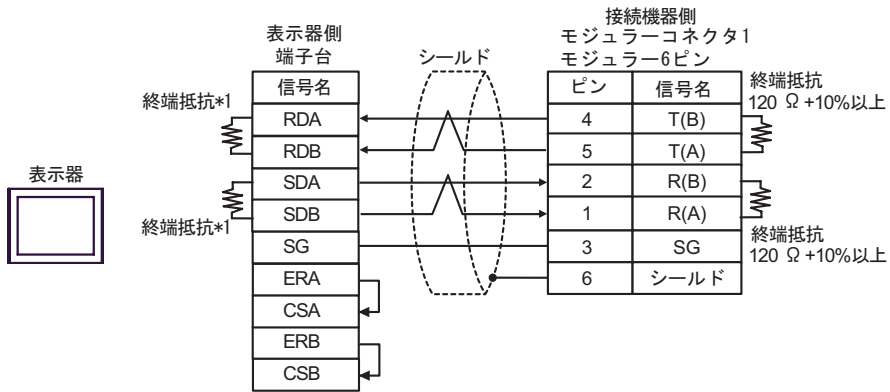 表示器
表示器側
端子台
終端抵抗*1
終端抵抗*1
信号名
RDA
RDB
SDA
SDB
SG
ERA
CSA
ERB
CSB
シールド
接続機器側
モジュラーコネクタ1
モジュラー6ピン
ピン 信号名
4 T(B)
5 T(A)
2 R(B)
1 R(A)
3 SG
6 シールド
終端抵抗
120 Ω +10%以上
終端抵抗
120 Ω +10%以上